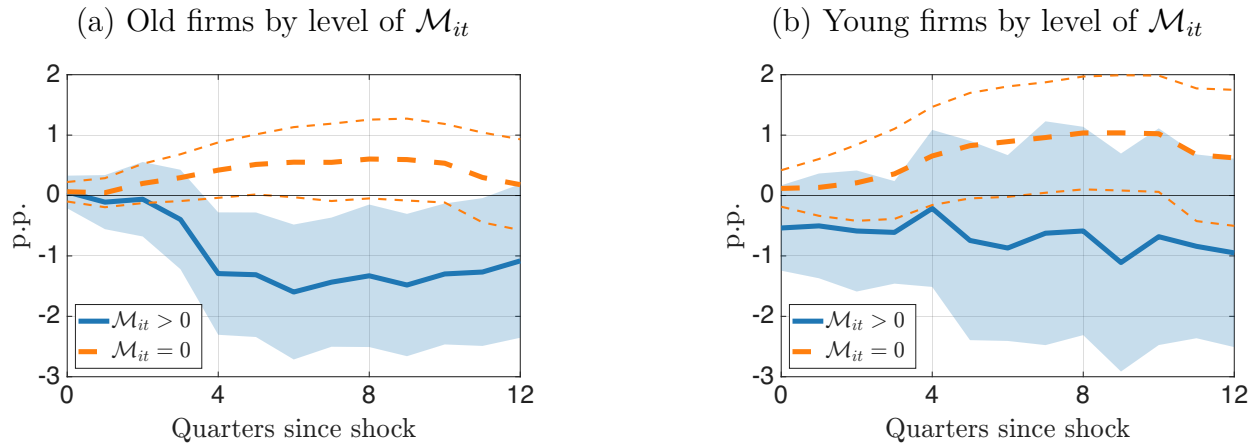 (a) Old firms by level of ℳ_it
2
1
0
-1
-2
-3
p.p.
ℳ_it > 0
ℳ_it = 0
0
4
8
12
Quarters since shock
(b) Young firms by level of ℳ_it
2
1
0
-1
-2
-3
p.p.
ℳ_it > 0
ℳ_it = 0
0
4
8
12
Quarters since shock